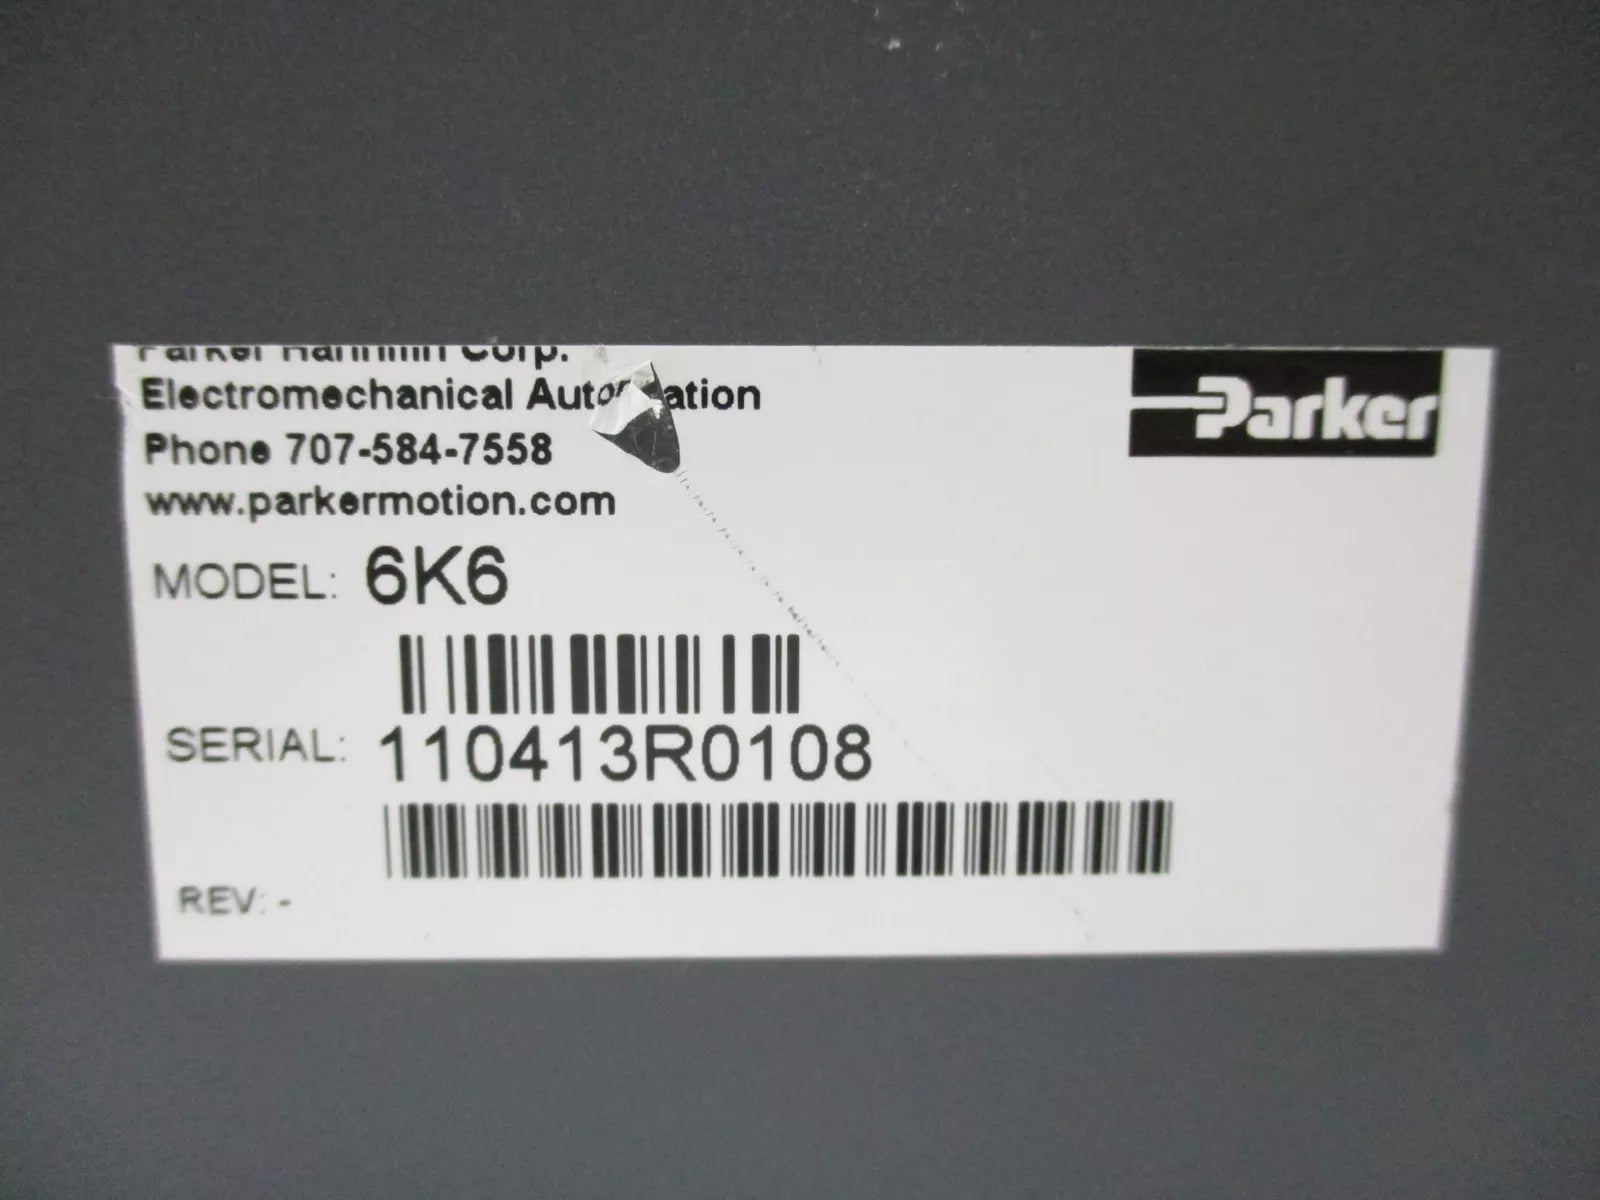 Parker Hannifin Corp.
Electromechanical Automation
Phone 707-584-7558
www.parkermotion.com
Parker
MODEL: 6K6
SERIAL: 110413R0108
REV: -